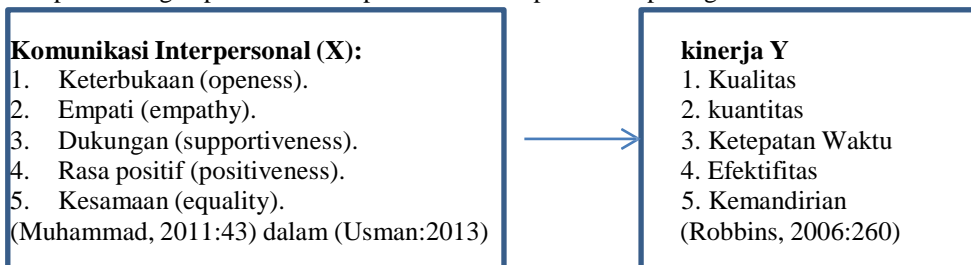 Komunikasi Interpersonal (X):
1. Keterbukaan (openess).
2. Empati (empathy).
3. Dukungan (supportiveness).
4. Rasa positif (positiveness).
5. Kesamaan (equality).
(Muhammad, 2011:43) dalam (Usman:2013)
kinerja Y
1. Kualitas
2. kuantitas
3. Ketepatan Waktu
4. Efektifitas
5. Kemandirian
(Robbins, 2006:260)